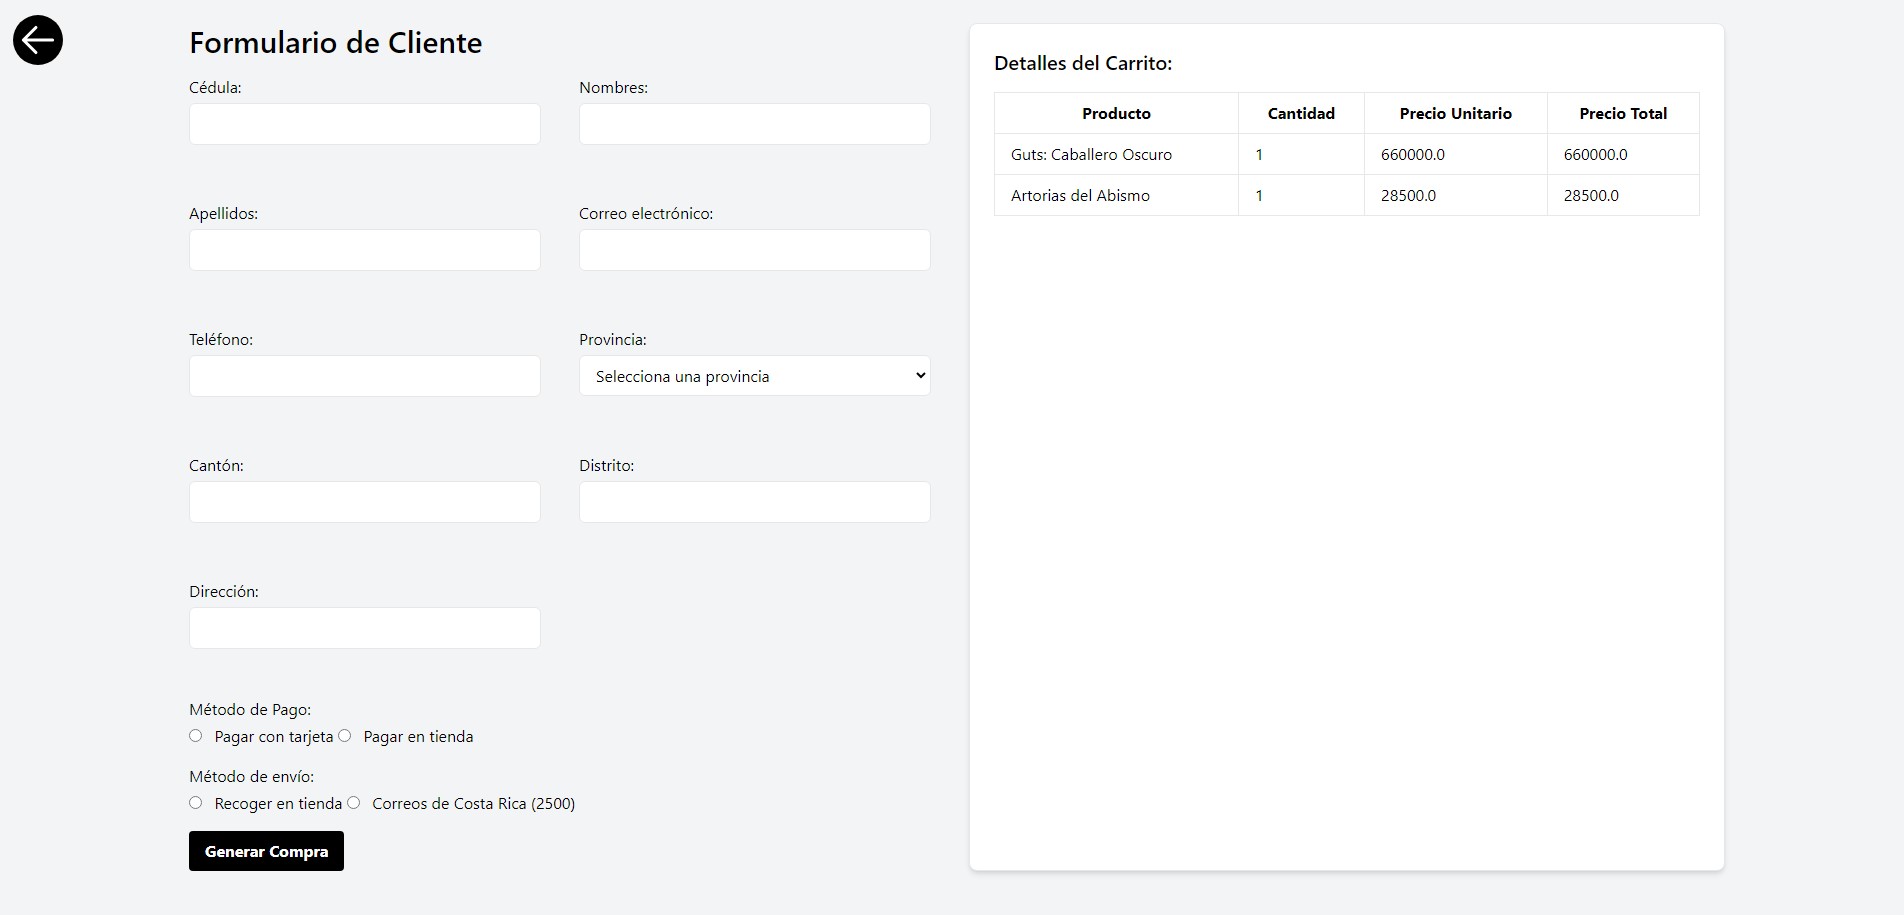 Formulario de Cliente
Cédula:
Nombres:
Apellidos:
Correo electrónico:
Teléfono:
Provincia:
Selecciona una provincia
Cantón:
Distrito:
Dirección:
Método de Pago:
Pagar con tarjeta Pagar en tienda
Método de envío:
Recoger en tienda Correos de Costa Rica (2500)
Generar Compra
Detalles del Carrito:
Producto Cantidad Precio Unitario Precio Total
Guts: Caballero Oscuro 1 660000.0 660000.0
Artorias del Abismo 1 28500.0 28500.0